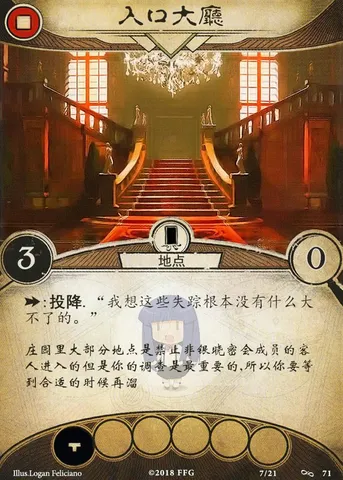 入口大廳
3
地点
0
:投降. “我想这些失踪根本没有什么大
不了的。”
庄园里大部分地点是禁止非银晓密会成员的客
人进入的但是你的调查是最重要的,所以你要等
到合适的时候再溜
Illus.Logan Feliciano
©2018 FFG
7/21
71